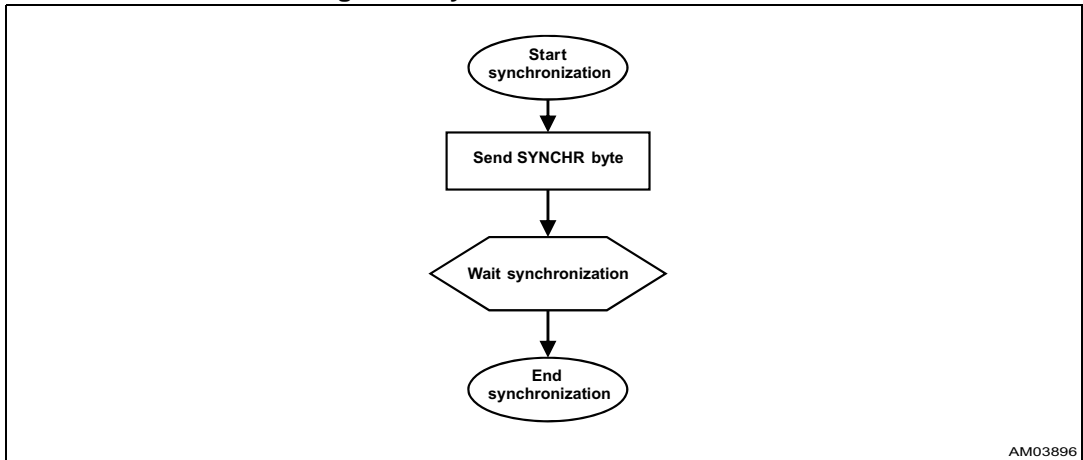 Start
synchronization
Send SYNCHR byte
Wait synchronization
End
synchronization
AM03896